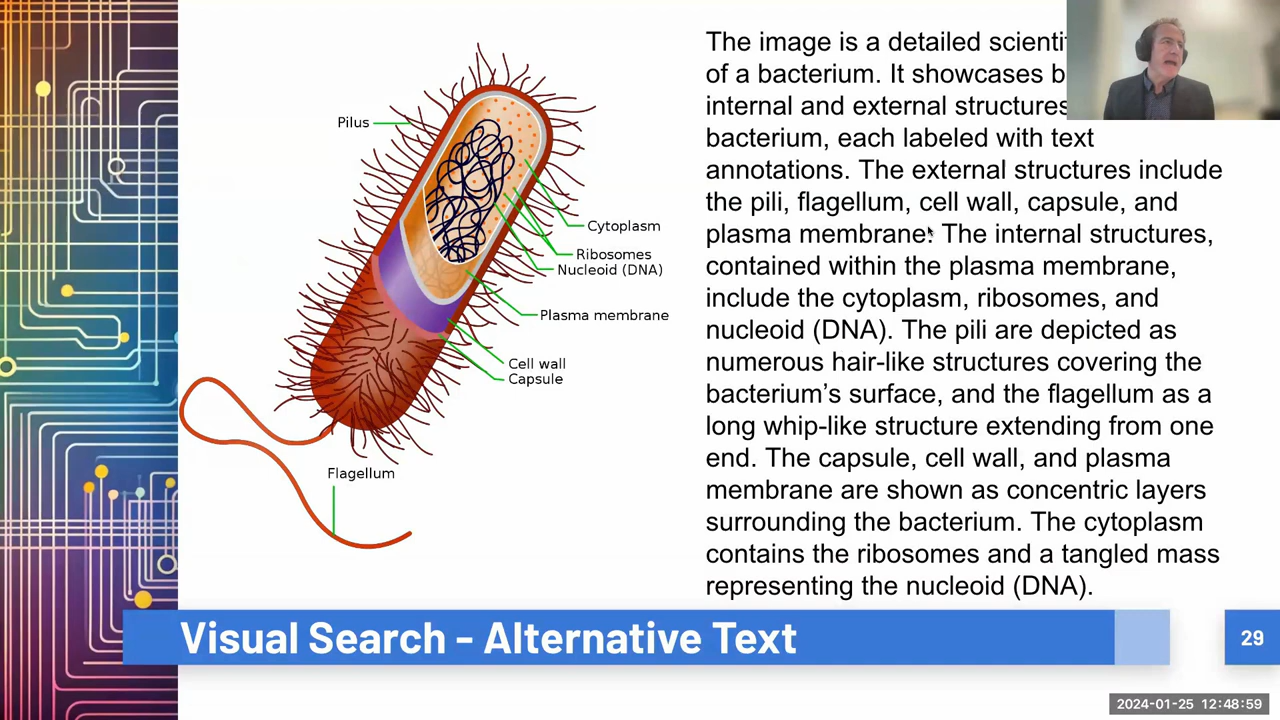 Pilus
Cytoplasm
Ribosomes
Nucleoid (DNA)
Plasma membrane
Cell wall
Capsule
Flagellum
The image is a detailed
of a bacterium. It showcases
internal and external structures
bacterium, each labeled with text
annotations. The external structures include
the pili, flagellum, cell wall, capsule, and
plasma membrane. The internal structures,
contained within the plasma membrane,
include the cytoplasm, ribosomes, and
nucleoid (DNA). The pili are depicted as
numerous hair-like structures covering the
bacterium’s surface, and the flagellum as a
long whip-like structure extending from one
end. The capsule, cell wall, and plasma
membrane are shown as concentric layers
surrounding the bacterium. The cytoplasm
contains the ribosomes and a tangled mass
representing the nucleoid (DNA).
Visual Search - Alternative Text
29
2024-01-25 12:48:59